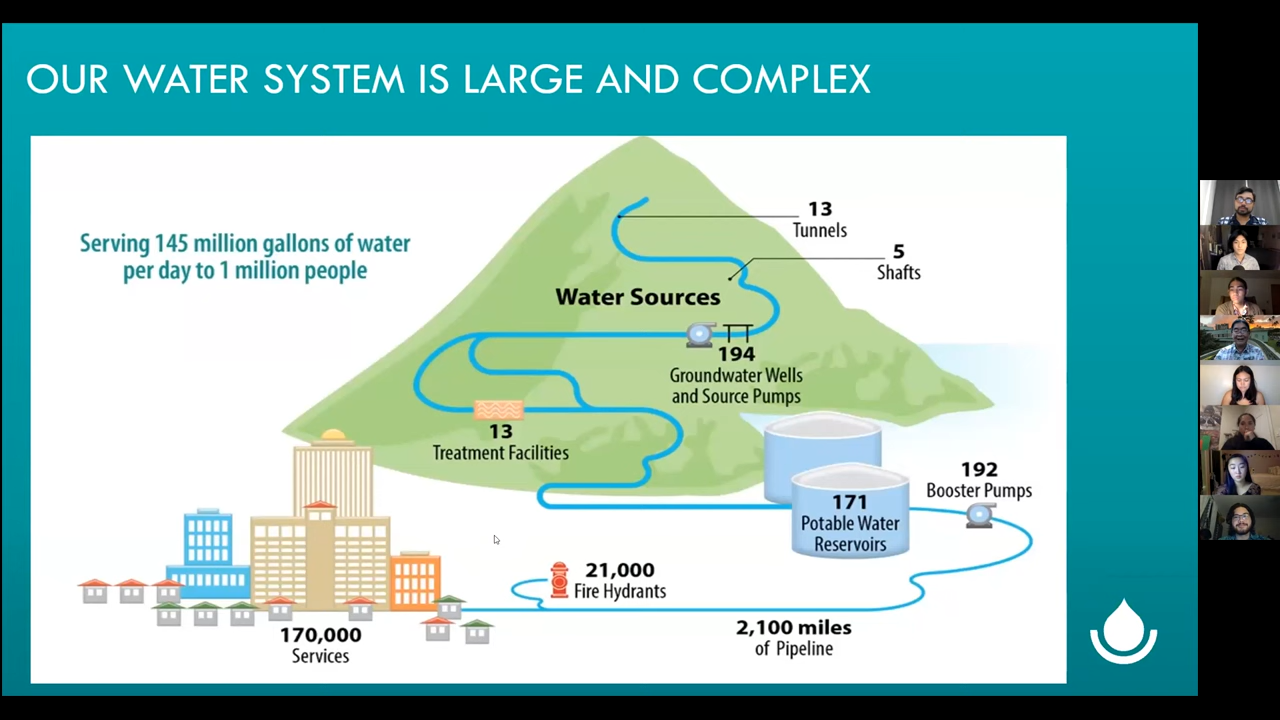 OUR WATER SYSTEM IS LARGE AND COMPLEX
Serving 145 million gallons of water
per day to 1 million people
13
Tunnels
5
Shafts
Water Sources
194
Groundwater Wells
and Source Pumps
13
Treatment Facilities
192
Booster Pumps
171
Potable Water
Reservoirs
21,000
Fire Hydrants
170,000
Services
2,100 miles
of Pipeline